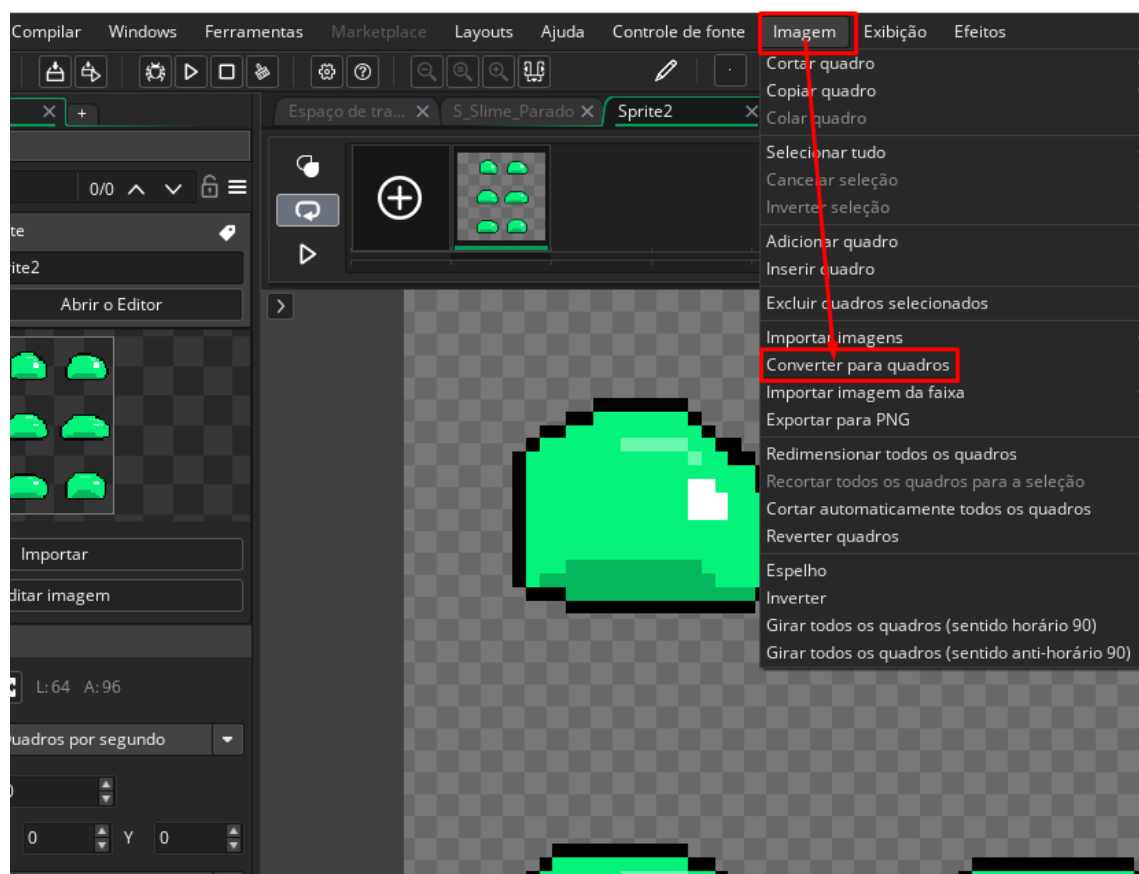 Compilar Windows Ferramentas Marketplace Layouts Ajuda Controle de fonte Imagem Exibição Efeitos
Espaço de tra... S_Slime_Parado Sprite2
0/0
te
ite2
Abrir o Editor
Importar
ditar imagem
L:64 A:96
uadros por segundo
0 Y 0
Cortar quadro
Copiar quadro
Colar quadro
Selecionar tudo
Cancelar seleção
Inverter seleção
Adicionar quadro
Inserir quadro
Excluir quadros selecionados
Importar imagens
Converter para quadros
Importar imagem da faixa
Exportar para PNG
Redimensionar todos os quadros
Recortar todos os quadros para a seleção
Cortar automaticamente todos os quadros
Reverter quadros
Espelho
Inverter
Girar todos os quadros (sentido horário 90)
Girar todos os quadros (sentido anti-horário 90)